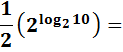 1/2(2^{log_2 10}) =